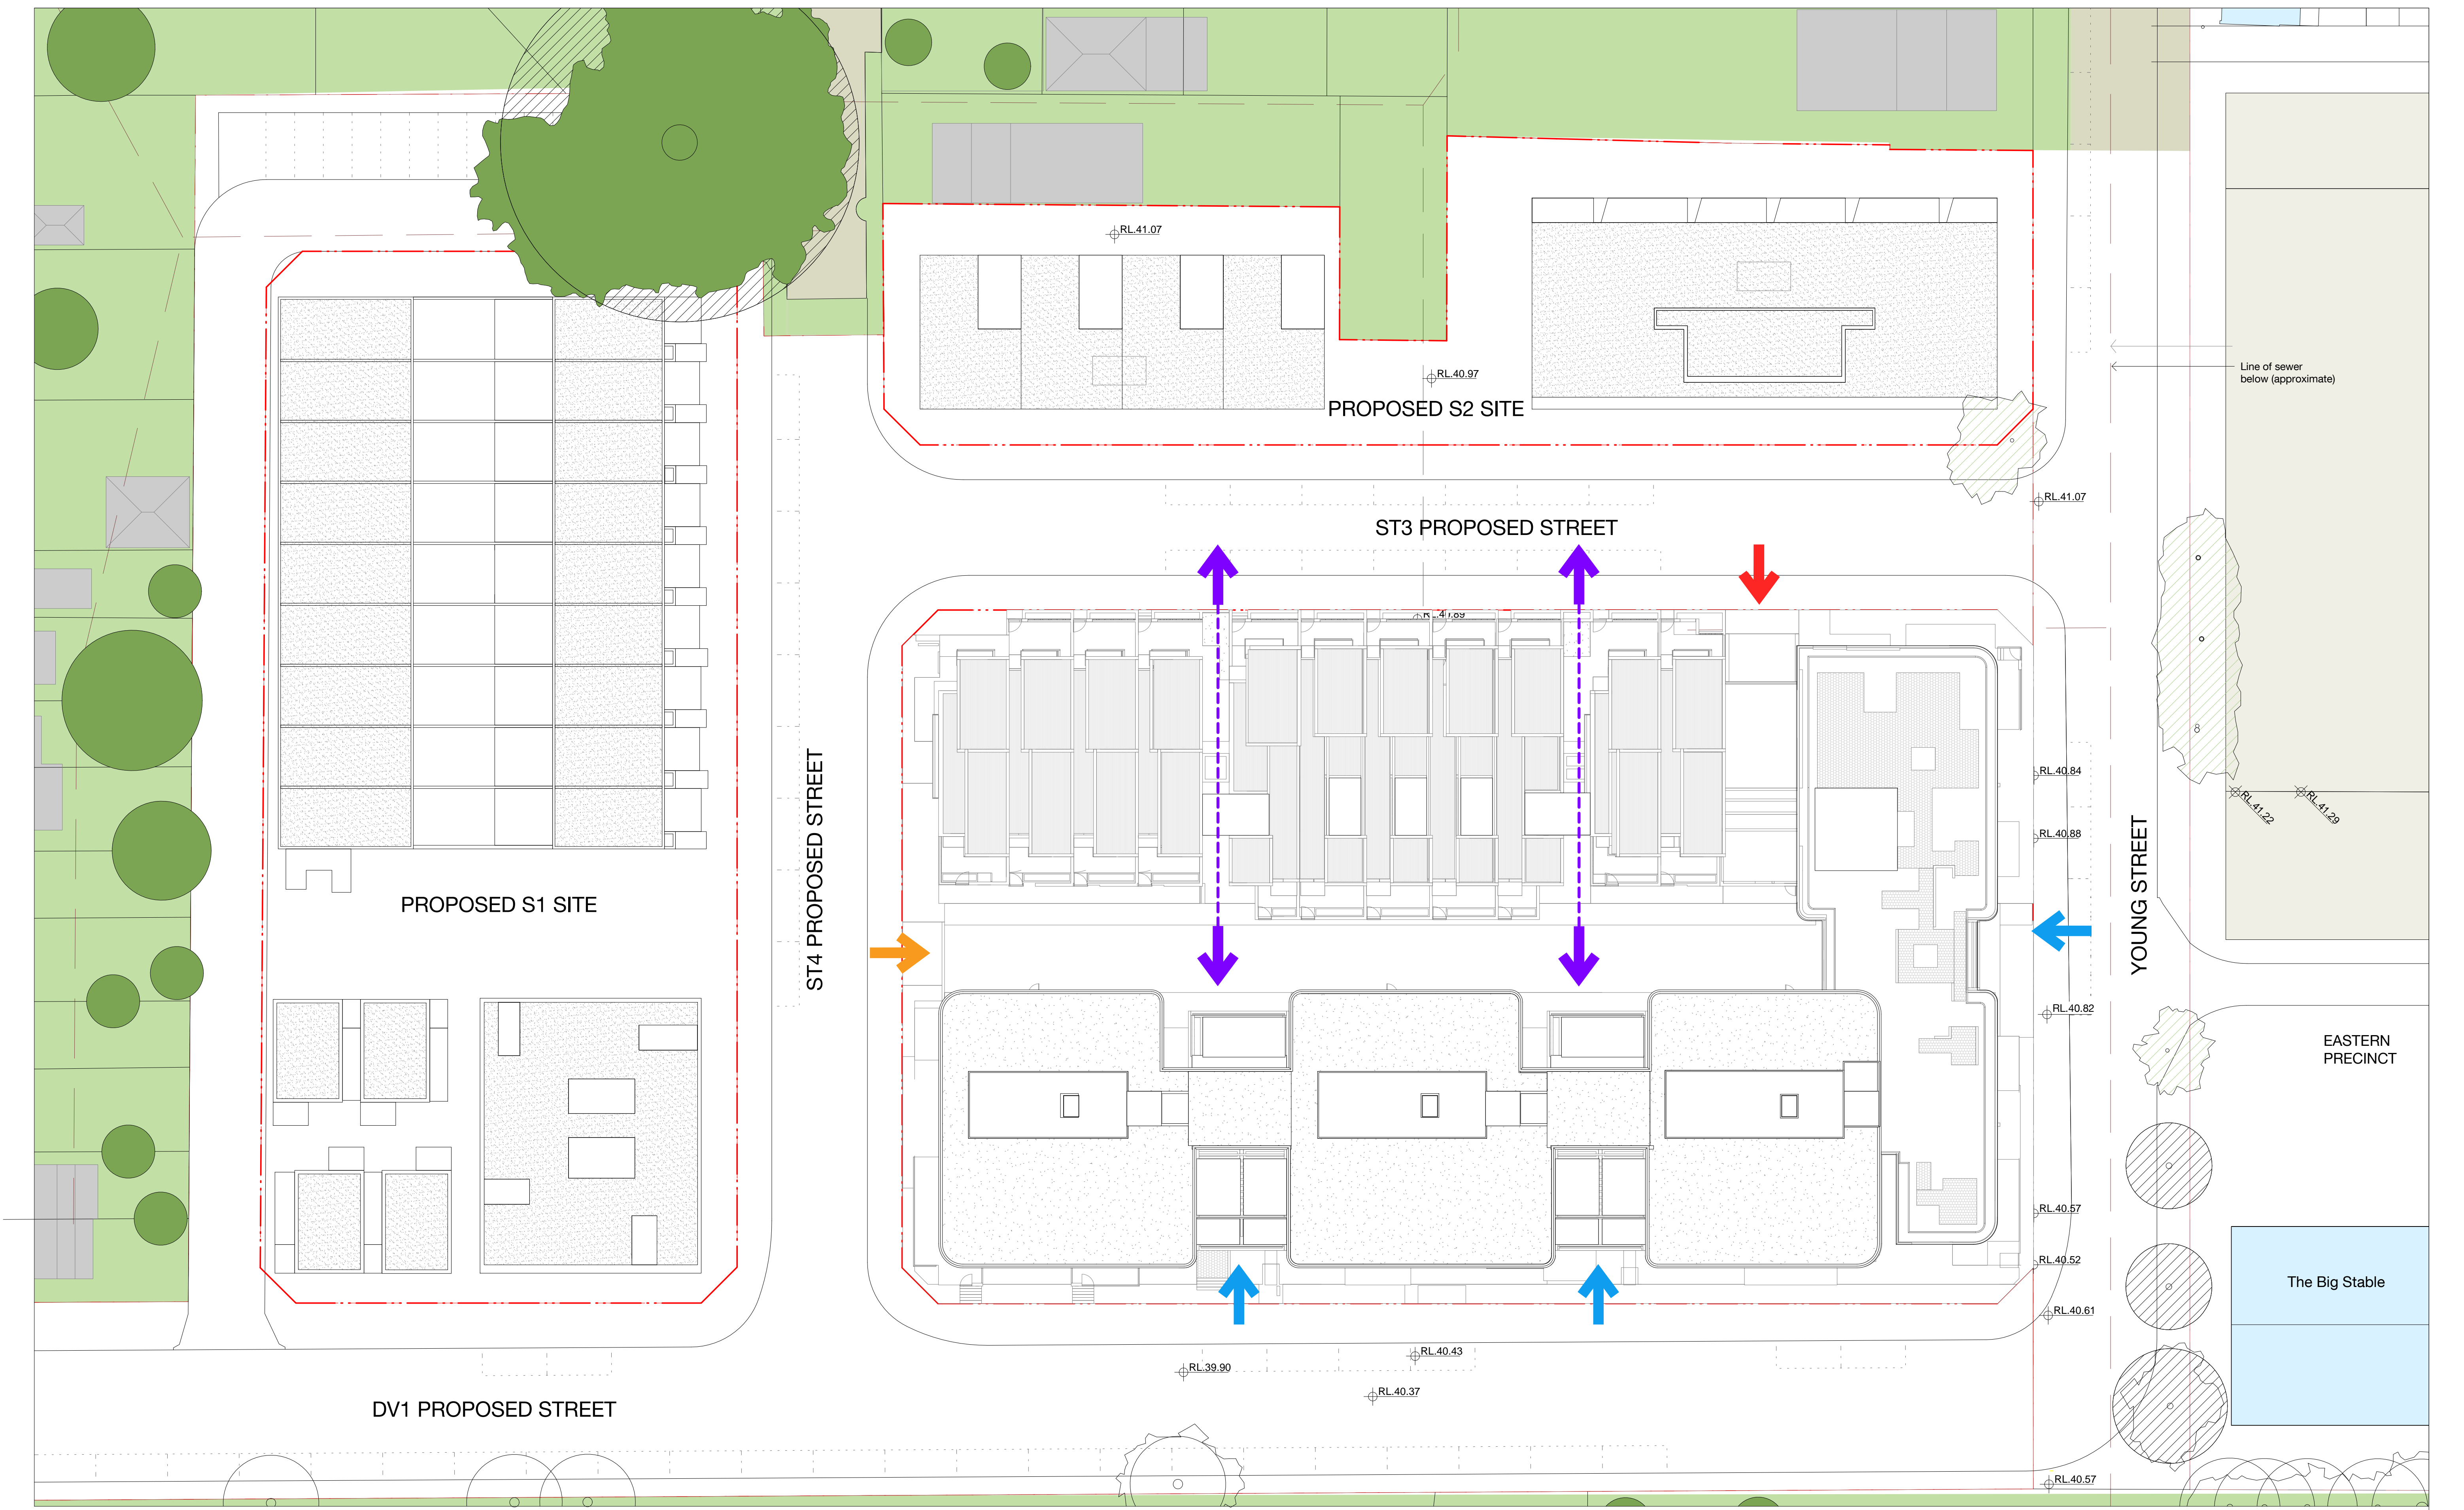 RL.41.07
Line of sewer
below (approximate)
RL.40.97
PROPOSED S2 SITE
RL.41.07
ST3 PROPOSED STREET
RL.40.89
RL.40.84
RL.41.22
RL.41.29
RL.40.88
YOUNG STREET
ST4 PROPOSED STREET
PROPOSED S1 SITE
RL.40.82
EASTERN
PRECINCT
RL.40.57
RL.40.52
The Big Stable
RL.40.61
RL.40.43
RL.39.90
RL.40.37
DV1 PROPOSED STREET
RL.40.57